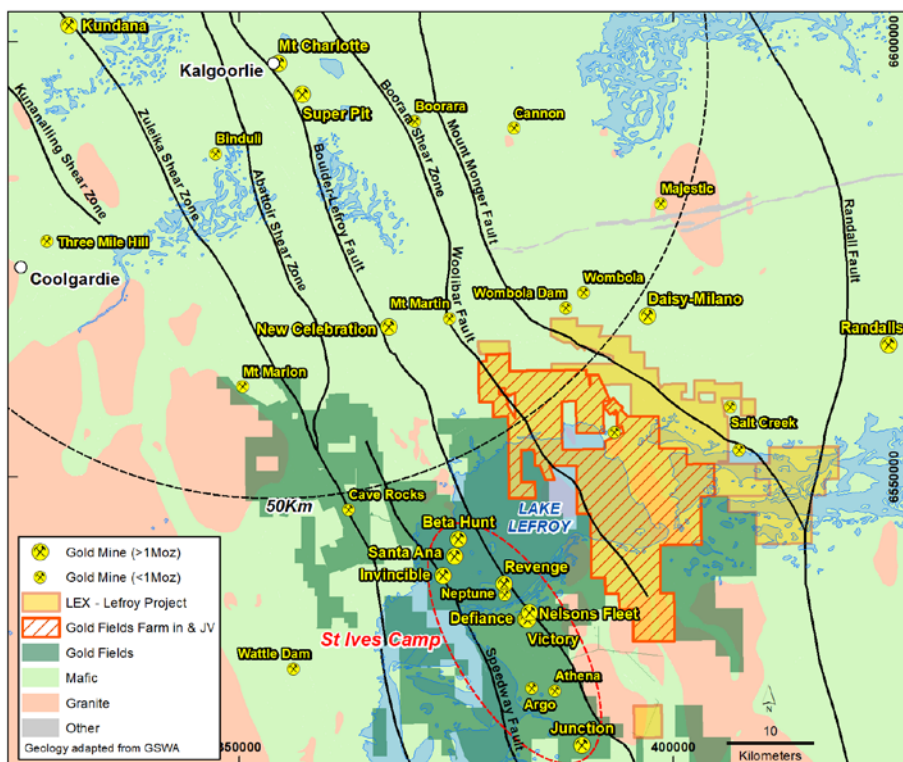 Kundana
Mt Charlotte
Kalgoorlie
Super Pit
Boorara
Cannon
Binduli
Majestic
Three Mile Hill
Coolgardie
Kunanalling Shear Zone
Zuleika Shear Zone
Abattoir Shear Zone
Boulder-Lefroy Fault
Boorara Shear Zone
Mount Monger Fault
Woolibar Fault
Randall Fault
6600000
Wombola
Wombola Dam
Daisy-Milano
Mt Martin
New Celebration
Randalls
Mt Marion
Salt Creek
6550000
50Km
Cave Rocks
LAKE
LEFROY
Beta Hunt
Santa Ana
Invincible
Revenge
Neptune
Nelsons Fleet
Defiance
Victory
St Ives Camp
Wattle Dam
Speedway Fault
Athena
Argo
Junction
Gold Mine (>1Moz)
Gold Mine (<1Moz)
LEX - Lefroy Project
Gold Fields Farm in & JV
Gold Fields
Mafic
Granite
Other
Geology adapted from GSWA
350000
400000
N
10
Kilometers